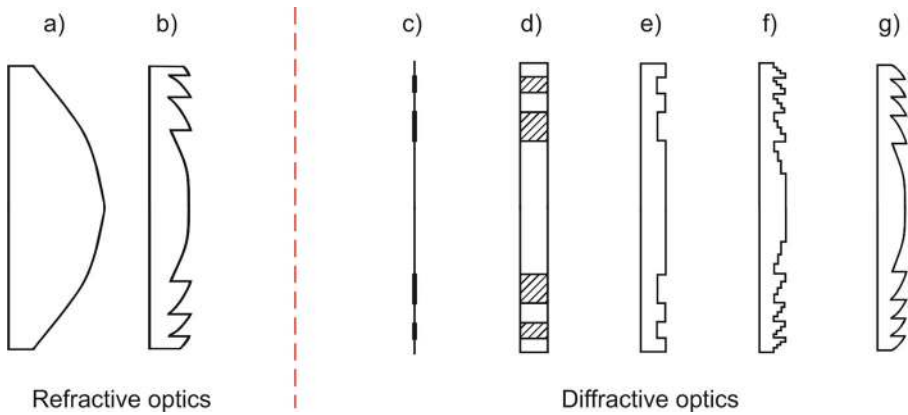 a) b) c) d) e) f) g)
Refractive optics Diffractive optics